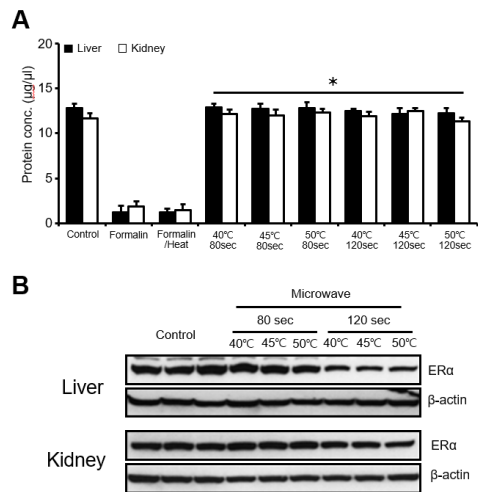 A
20
15
10
5
0
Protein conc. (μg/μl)
Liver Kidney
*
Control Formalin Formalin /Heat 40℃ 80sec 45℃ 80sec 50℃ 80sec 40℃ 120sec 45℃ 120sec 50℃ 120sec
B
Microwave
Control 80 sec 120 sec
40℃ 45℃ 50℃ 40℃ 45℃ 50℃
Liver
ERα
β-actin
Kidney
ERα
β-actin